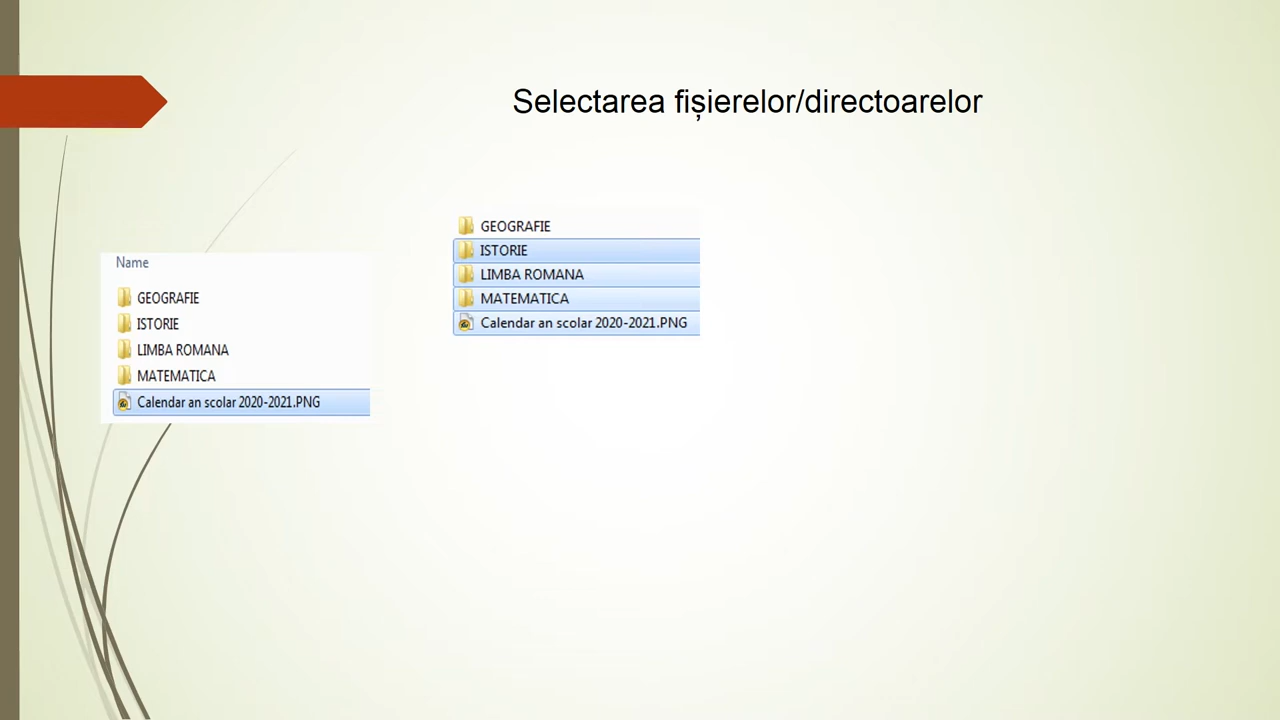 Selectarea fișierelor/directoarelor
Name
GEOGRAFIE
ISTORIE
LIMBA ROMANA
MATEMATICA
Calendar an scolar 2020-2021.PNG
GEOGRAFIE
ISTORIE
LIMBA ROMANA
MATEMATICA
Calendar an scolar 2020-2021.PNG